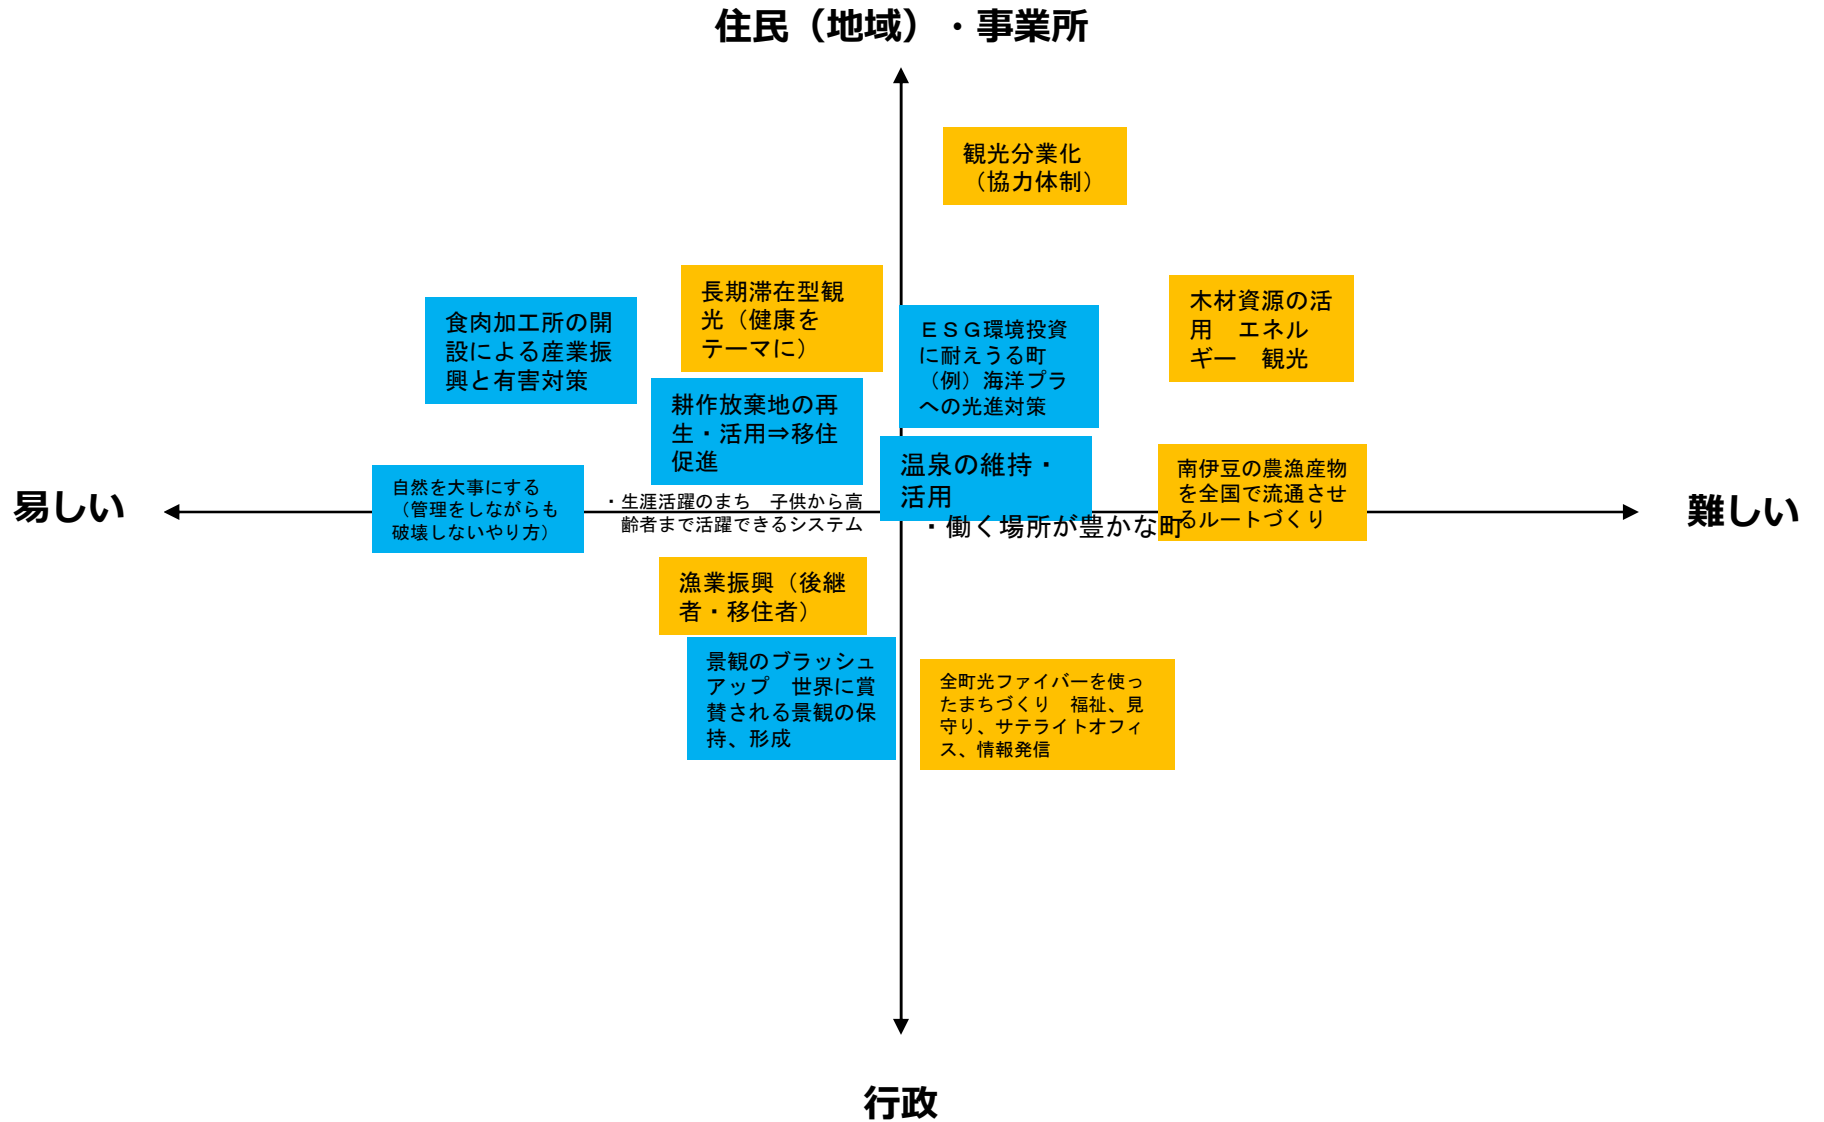 住民（地域）・事業所
観光分業化
（協力体制）
長期滞在型観
光（健康を
テーマに）
木材資源の活
用　エネル
ギー　観光
食肉加工所の開
設による産業振
興と有害対策
ＥＳＧ環境投資
に耐えうる町
（例）海洋プラ
への光進対策
耕作放棄地の再
生・活用⇒移住
促進
温泉の維持・
活用
南伊豆の農漁産物
を全国で流通させ
るルートづくり
自然を大事にする
（管理をしながらも
破壊しないやり方）
易しい
・生涯活躍のまち　子供から高
齢者まで活躍できるシステム
・働く場所が豊かな町
難しい
漁業振興（後継
者・移住者）
景観のブラッシュ
アップ　世界に賞
賛される景観の保
持、形成
全町光ファイバーを使っ
たまちづくり　福祉、見
守り、サテライトオフィ
ス、情報発信
行政